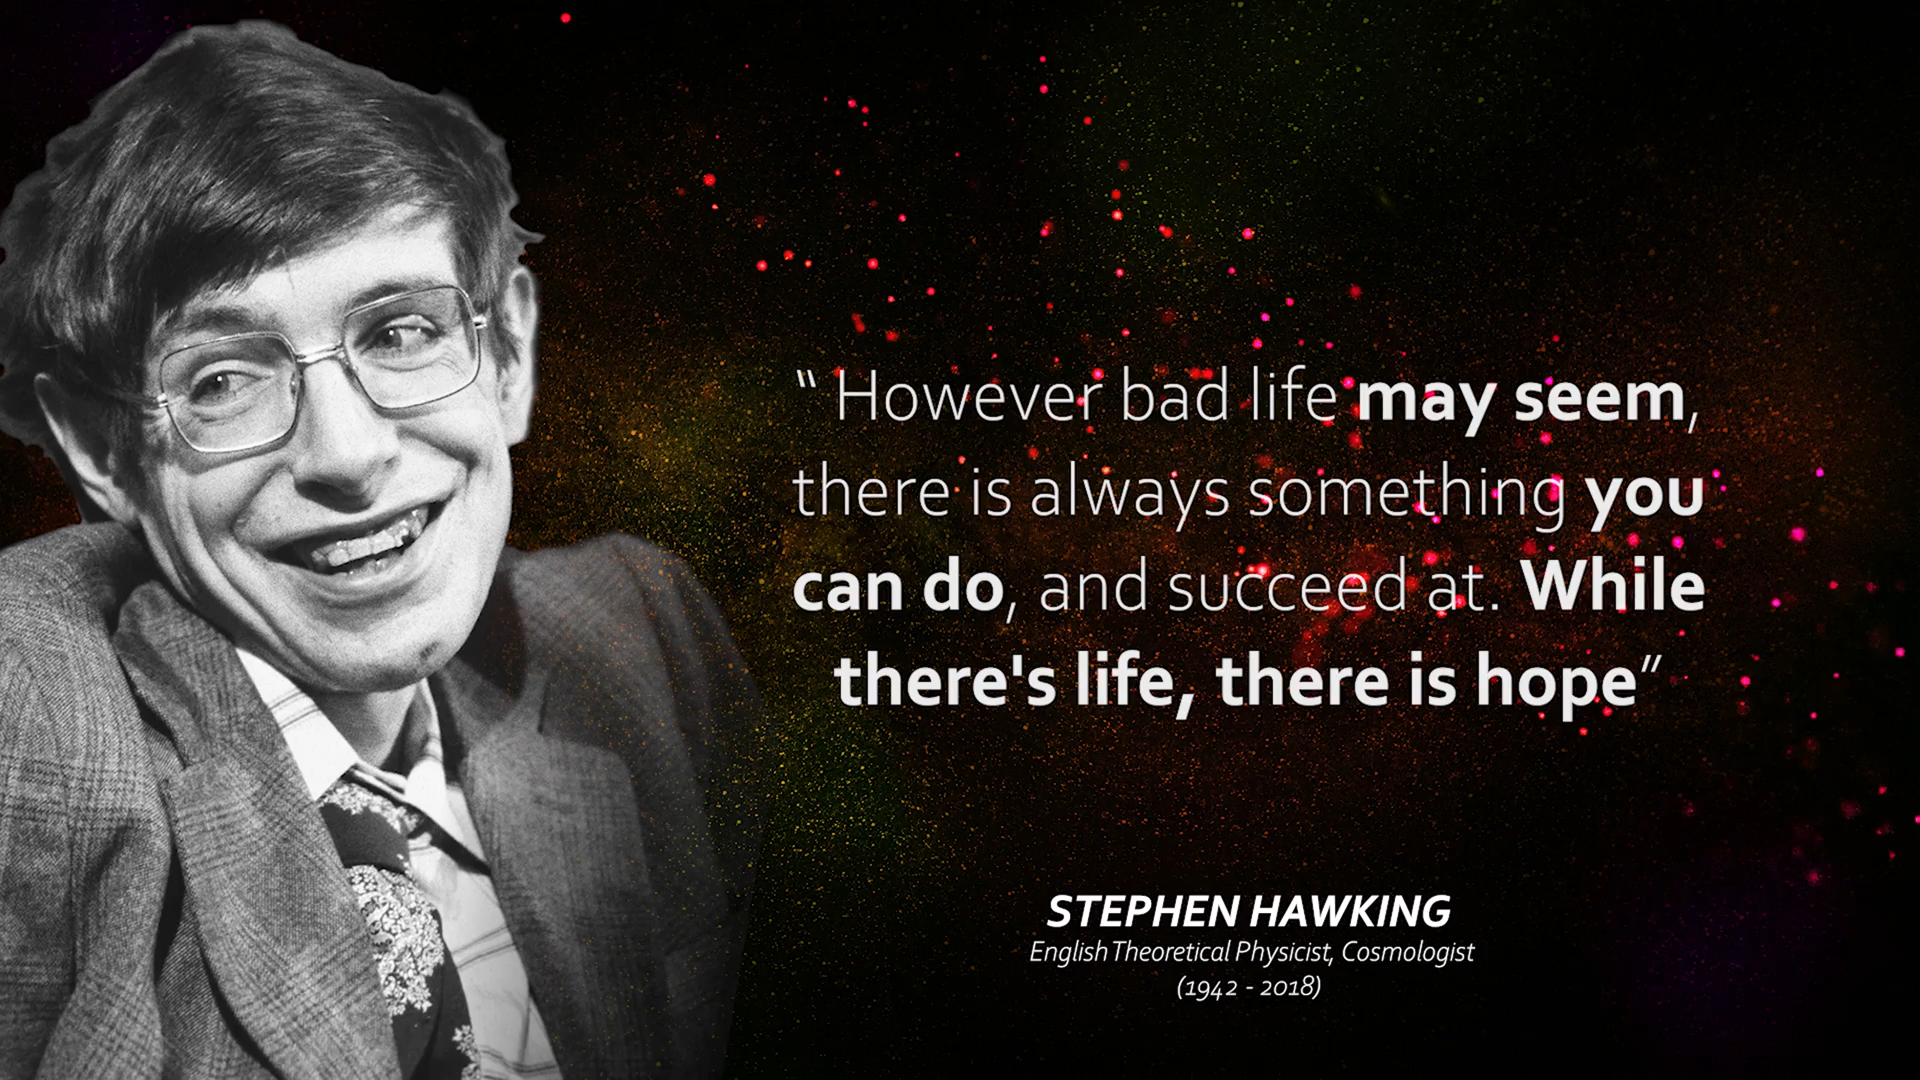 “ However bad life may seem,
there is always something you
can do, and succeed at. While
there's life, there is hope”
STEPHEN HAWKING
English Theoretical Physicist, Cosmologist
(1942 - 2018)